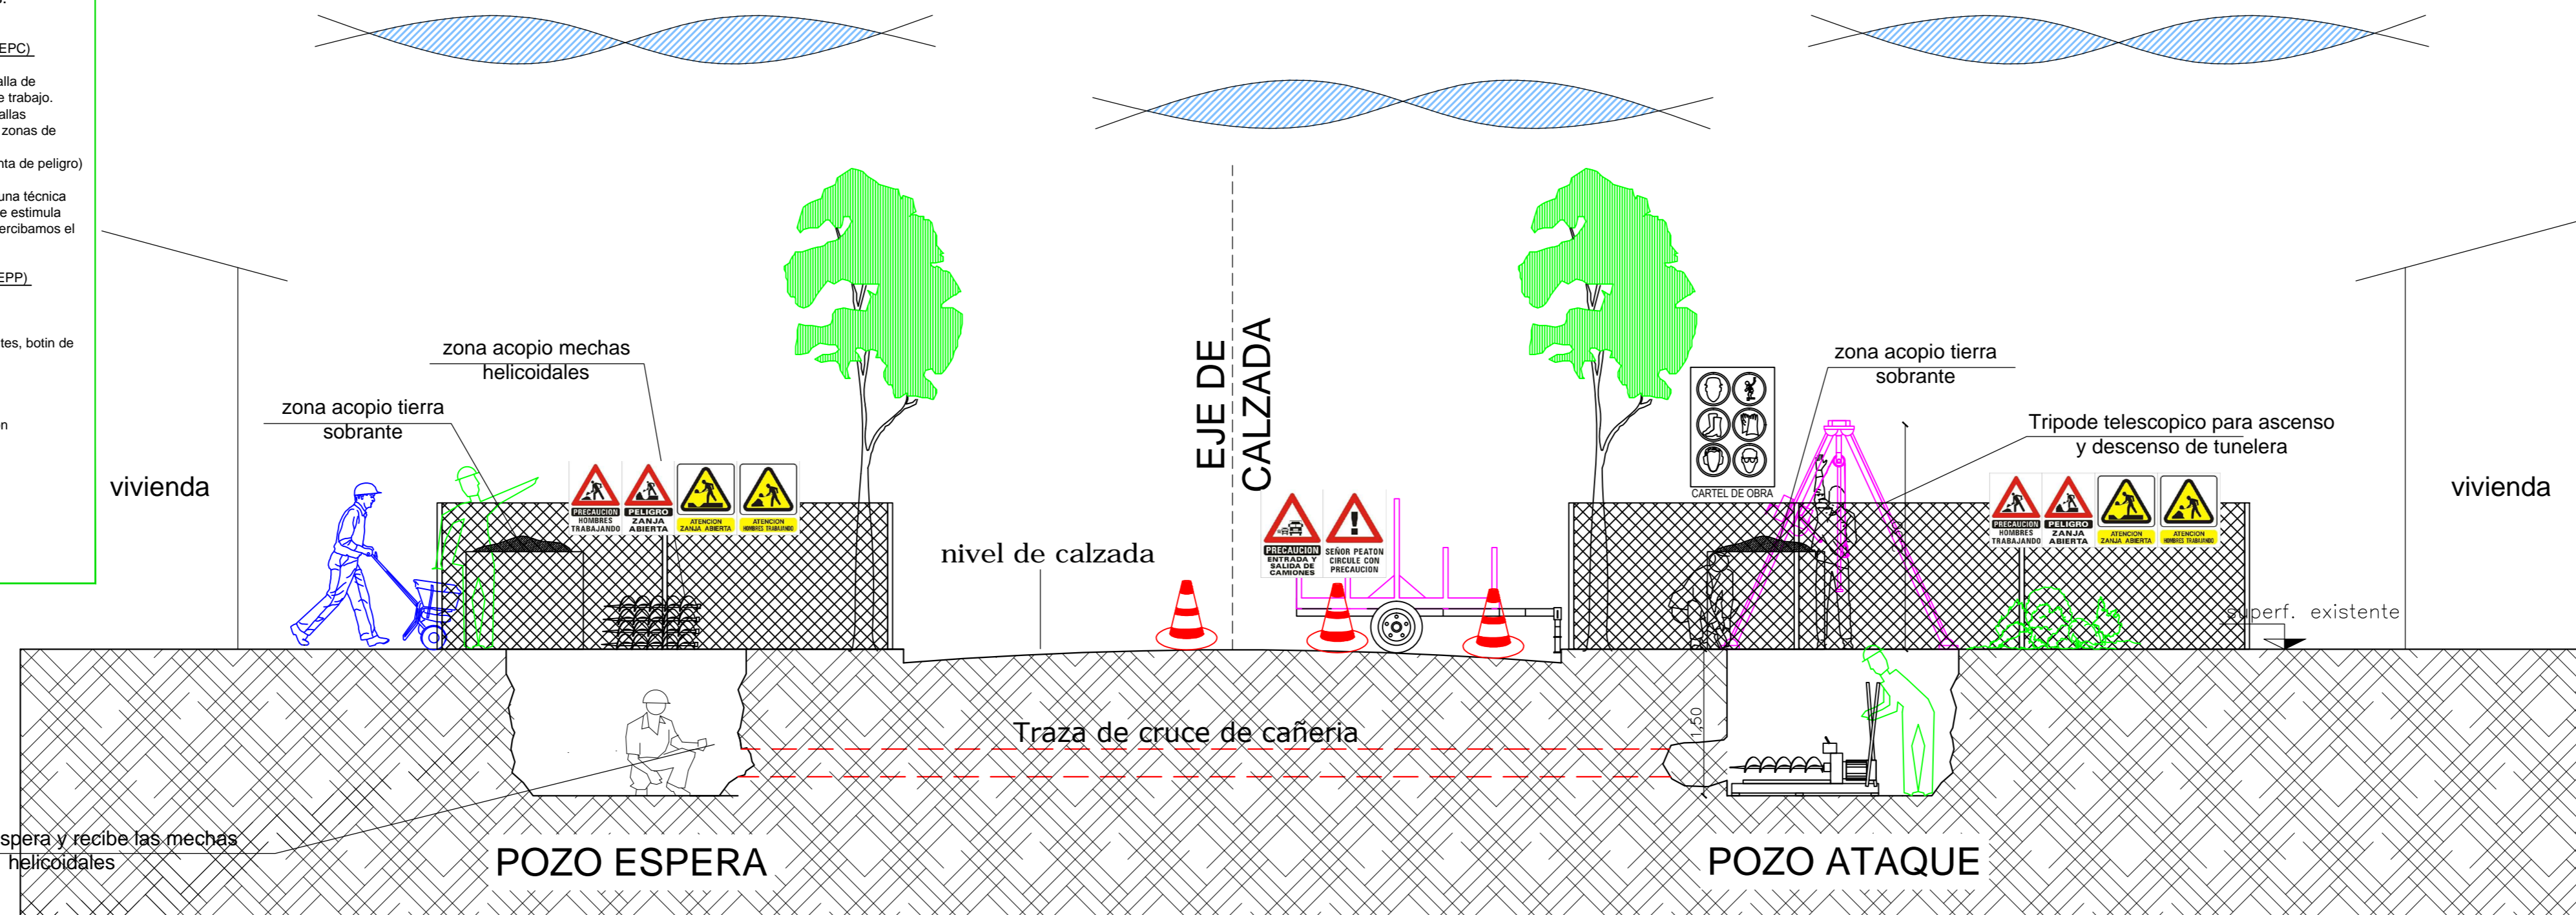 EPC)
alla de
e trabajo.
allas
zonas de
nta de peligro)
una técnica
e estimula
ercibamos el
EPP)
tes, botin de
vivienda
zona acopio tierra
sobrante
zona acopio mechas
helicoidales
PRECAUCION
HOMBRES
TRABAJANDO
PELIGRO
ZANJA
ABIERTA
ATENCION
ZANJA ABIERTA
ATENCION
HOMBRES TRABAJANDO
nivel de calzada
EJE DE
CALZADA
PRECAUCION
ENTRADA Y
SALIDA DE
CAMIONES
SEÑOR PEATON
CIRCULE CON
PRECAUCION
CARTEL DE OBRA
zona acopio tierra
sobrante
Tripode telescopico para ascenso
y descenso de tunelera
PRECAUCION
HOMBRES
TRABAJANDO
PELIGRO
ZANJA
ABIERTA
ATENCION
ZANJA ABIERTA
ATENCION
HOMBRES TRABAJANDO
vivienda
superf. existente
Traza de cruce de cañeria
1,50
spera y recibe las mechas
helicoidales
POZO ESPERA
POZO ATAQUE